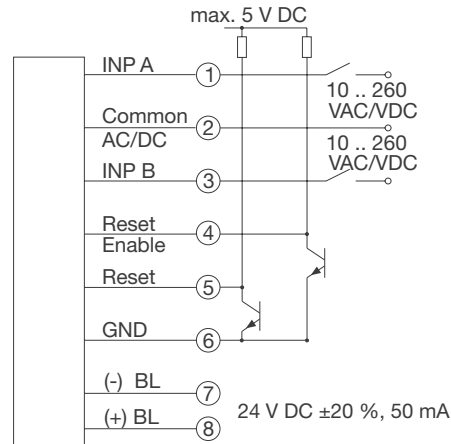 max. 5 V DC
INP A
1
10 .. 260
VAC/VDC
Common
AC/DC
2
10 .. 260
VAC/VDC
INP B
3
Reset
Enable
4
Reset
5
GND
6
(-) BL
7
24 V DC ±20 %, 50 mA
(+) BL
8